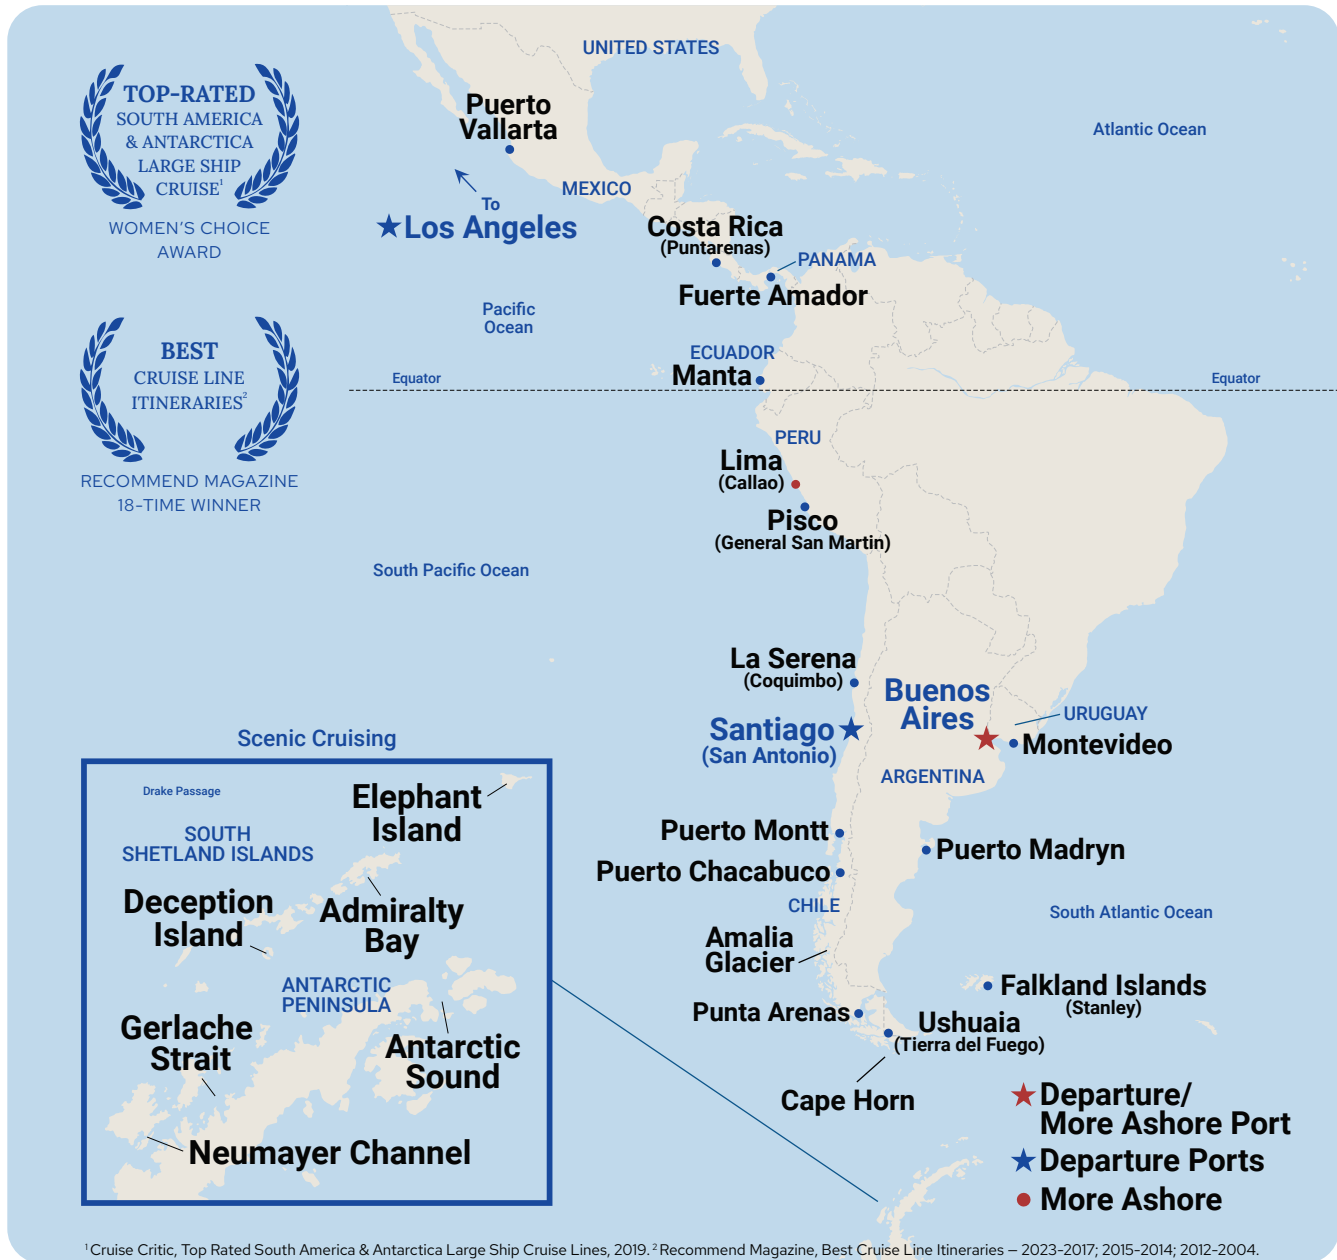 UNITED STATES
TOP-RATED
SOUTH AMERICA
& ANTARCTICA
LARGE SHIP
CRUISE¹
WOMEN'S CHOICE
AWARD
Puerto
Vallarta
Atlantic Ocean
MEXICO
To
★Los Angeles
Costa Rica
(Puntarenas)
PANAMA
Fuerte Amador
Pacific
Ocean
BEST
CRUISE LINE
ITINERARIES²
RECOMMEND MAGAZINE
18-TIME WINNER
ECUADOR
Manta
Equator
Equator
PERU
Lima
(Callao)
Pisco
(General San Martin)
South Pacific Ocean
La Serena
(Coquimbo)
Buenos
Aires
Santiago
(San Antonio)
URUGUAY
Montevideo
ARGENTINA
Puerto Montt
Puerto Madryn
Puerto Chacabuco
CHILE
South Atlantic Ocean
Amalia
Glacier
Falkland Islands
(Stanley)
Punta Arenas
Ushuaia
(Tierra del Fuego)
Cape Horn
Scenic Cruising
Drake Passage
Elephant
Island
SOUTH
SHETLAND ISLANDS
Deception
Island
Admiralty
Bay
ANTARCTIC
PENINSULA
Gerlache
Strait
Antarctic
Sound
Neumayer Channel
★Departure/
More Ashore Port
★Departure Ports
● More Ashore
¹Cruise Critic, Top Rated South America & Antarctica Large Ship Cruise Lines, 2019. ²Recommend Magazine, Best Cruise Line Itineraries – 2023-2017; 2015-2014; 2012-2004.